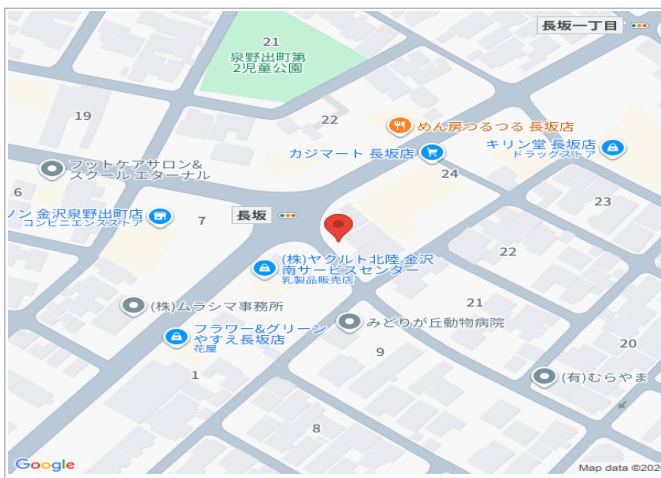 長坂一丁目
21
泉野出町第
2児童公園
19
22
めん房つるつる 長坂店
カジマート 長坂店
キリン堂 長坂店
ドラッグストア
フットケアサロン&
スクール エターナル
24
6
23
ソン 金沢泉野出町店
コンビニエンスストア
7
長坂
22
(株)ヤクルト北陸 金沢
南サービスセンター
乳製品販売店
21
(株)ムラシマ事務所
みどりが丘動物病院
フラワー&グリーン
やすえ長坂店
花屋
9
20
1
(有)むらやま
8
Google
Map data ©202